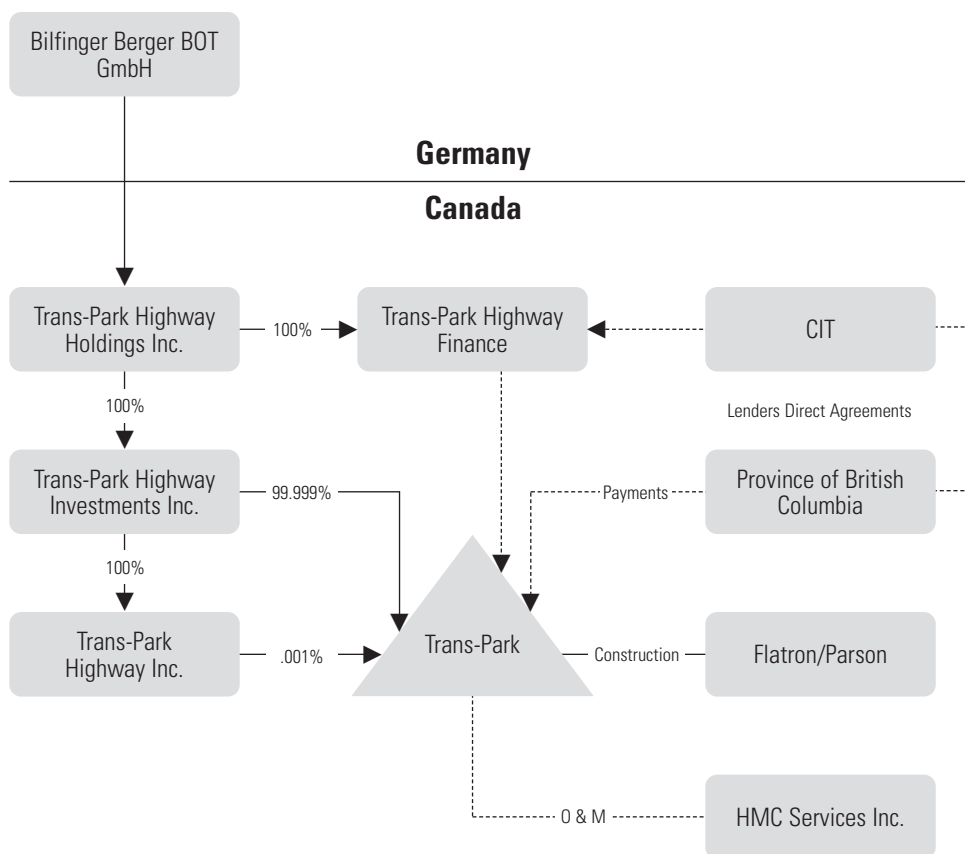 Bilfinger Berger BOT
GmbH
Germany
Canada
Trans-Park Highway
Holdings Inc.
100%
Trans-Park Highway
Finance
CIT
100%
Lenders Direct Agreements
Trans-Park Highway
Investments Inc.
99.999%
Payments
Province of British
Columbia
100%
Trans-Park
Highway Inc.
.001%
Trans-Park
Construction
Flatron/Parson
O & M
HMC Services Inc.